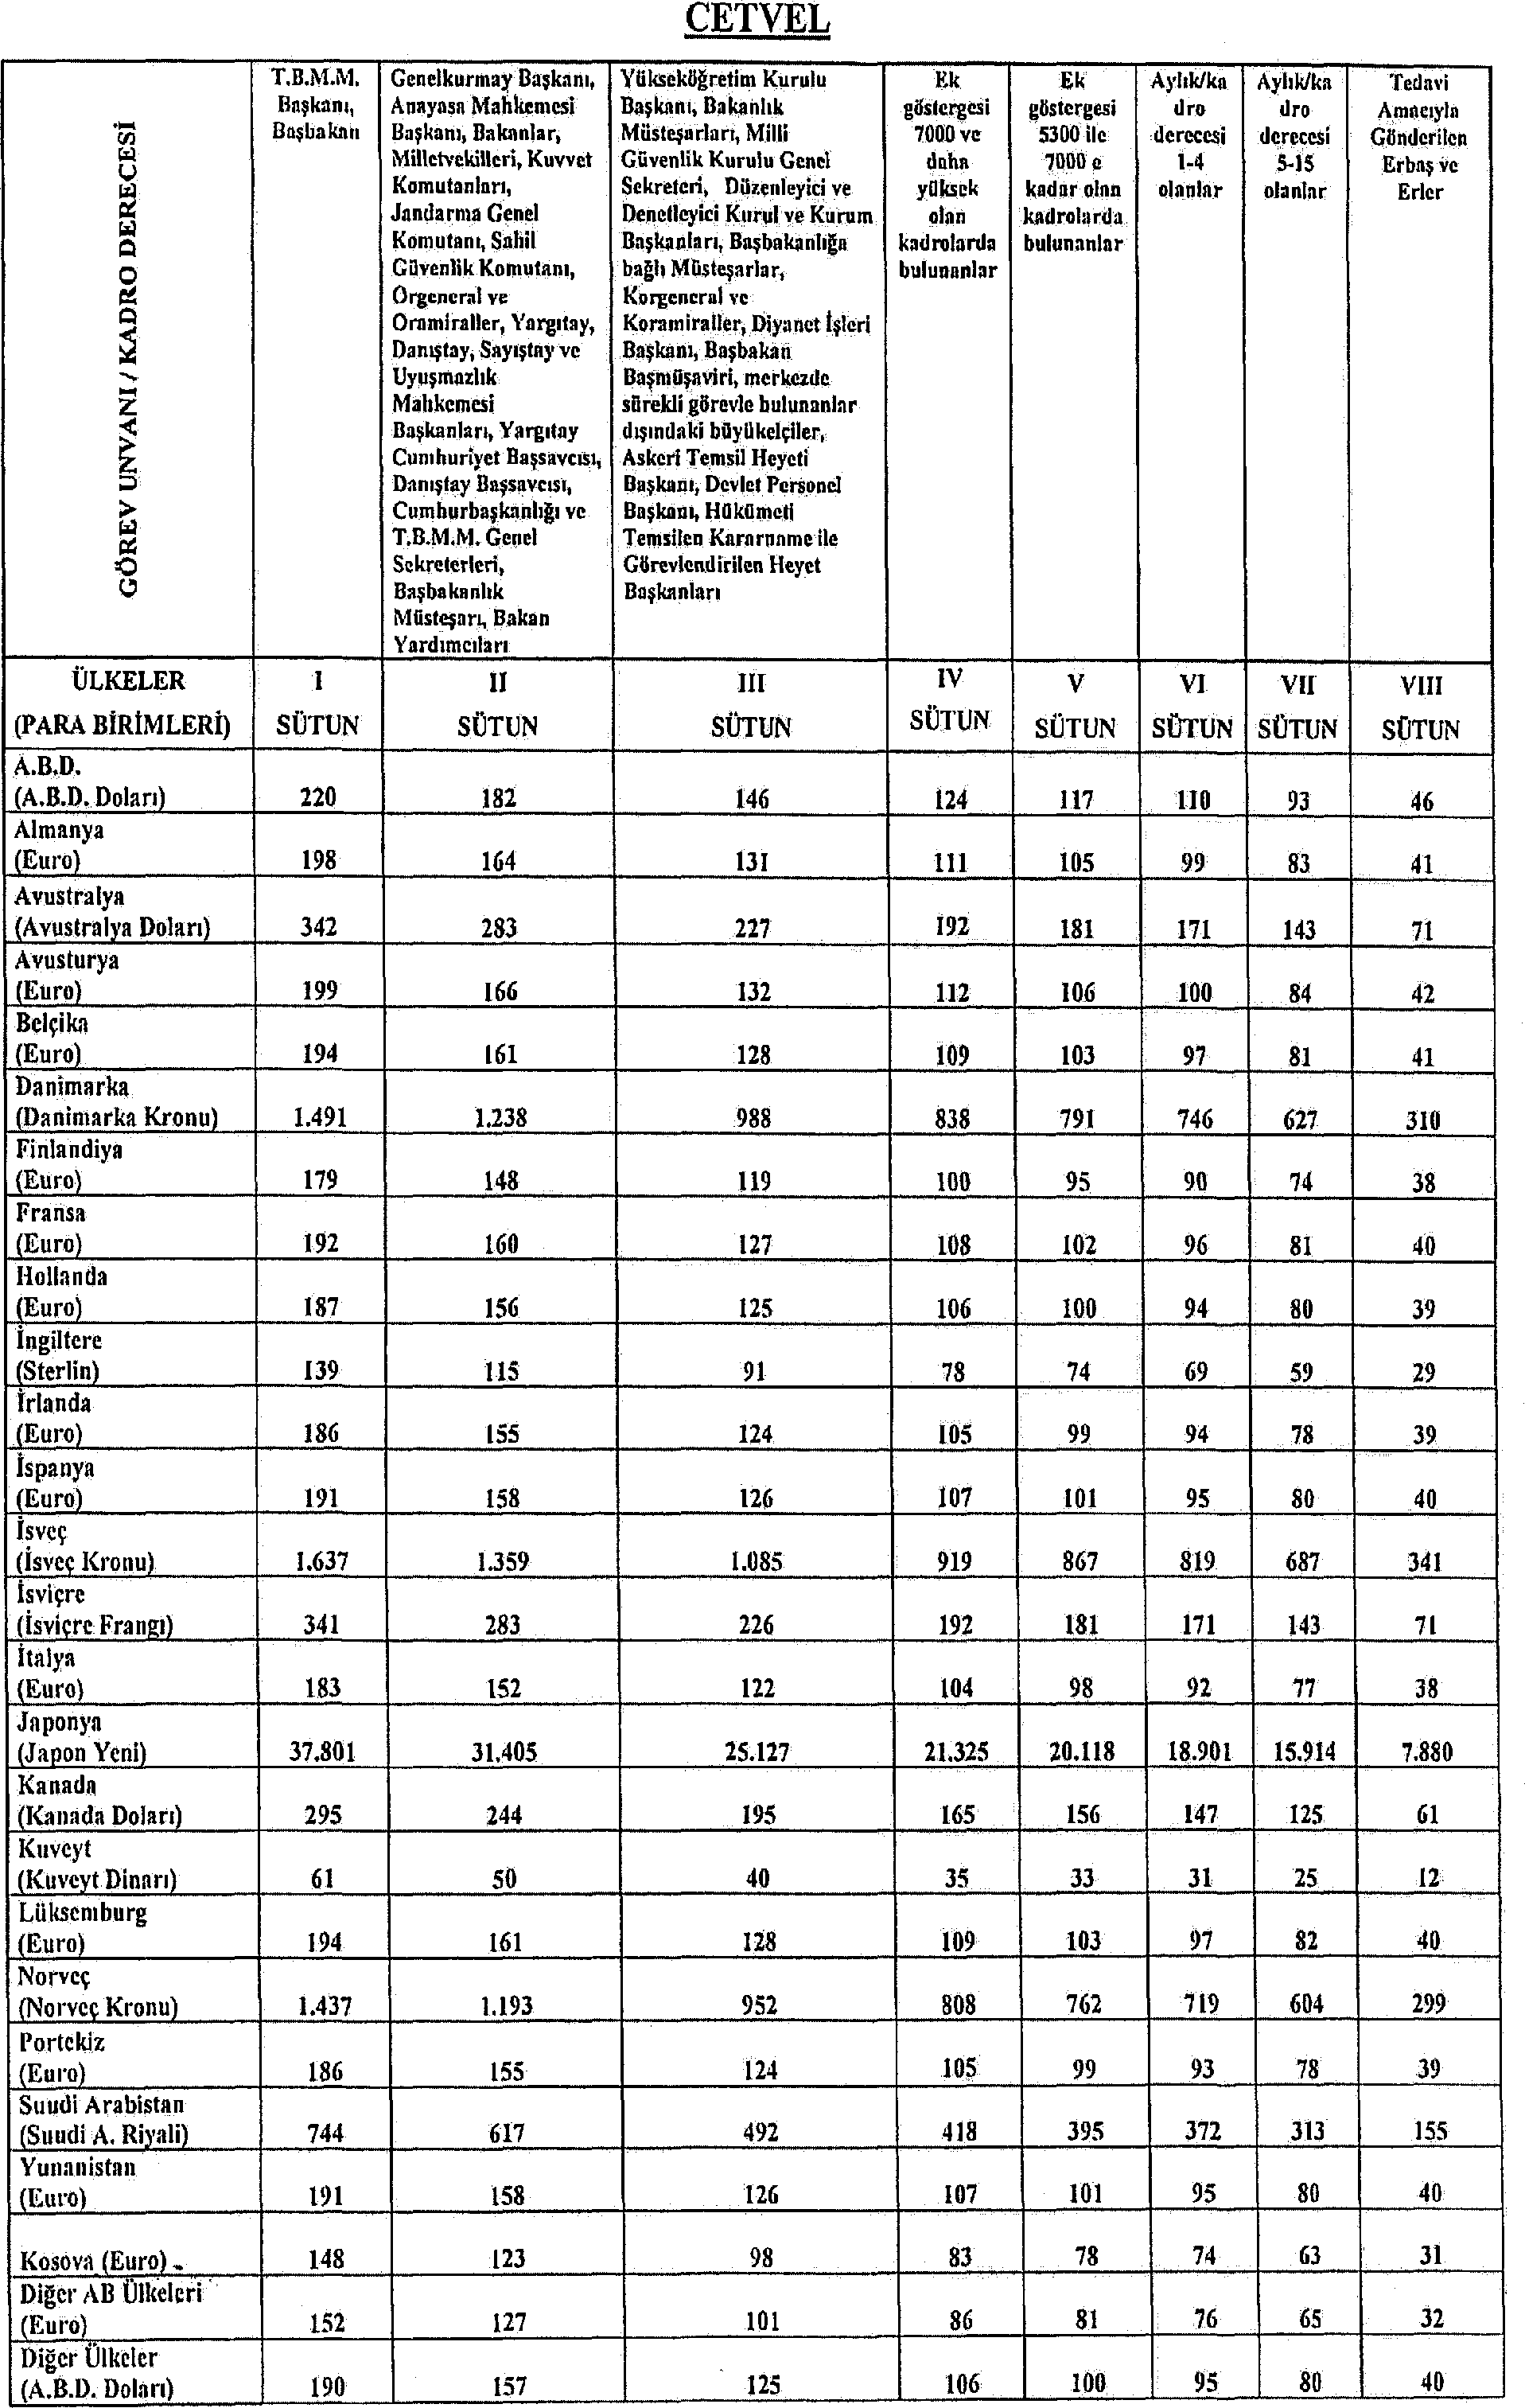 CETVEL
GÖREV UNVANI / KADRO DERECESİ
T.B.M.M.
Başkanı,
Başbakan
Genelkurmay Başkanı,
Anayasa Mahkemesi
Başkanı, Bakanlar,
Milletvekilleri, Kuvvet
Komutanları,
Jandarma Genel
Komutanı, Sahil
Güvenlik Komutanı,
Orgeneral ve
Oramiraller, Yargıtay,
Danıştay, Sayıştay ve
Uyuşmazlık
Mahkemesi
Başkanları, Yargıtay
Cumhuriyet Başsavcısı,
Danıştay Başsavcısı,
Cumhurbaşkanlığı ve
T.B.M.M. Genel
Sekreterleri,
Başbakanlık
Müsteşarı, Bakan
Yardımcıları
Yükseköğretim Kurulu
Başkanı, Bakanlık
Müsteşarları, Milli
Güvenlik Kurulu Genel
Sekreteri, Düzenleyici ve
Denetleyici Kurul ve Kurum
Başkanları, Başbakanlığa
bağlı Müsteşarlar,
Korgeneral ve
Koramiraller, Diyanet İşleri
Başkanı, Başbakan
Başmüşaviri, merkezde
sürekli görevle bulunanlar
dışındaki büyükelçiler,
Askeri Temsil Heyeti
Başkanı, Devlet Personel
Başkanı, Hükümeti
Temsilen Kararname ile
Görevlendirilen Heyet
Başkanları
Ek
göstergesi
7000 ve
daha
yüksek
olan
kadrolarda
bulunanlar
Ek
göstergesi
5300 ile
7000 e
kadar olan
kadrolarda
bulunanlar
Aylık/ka
dro
derecesi
1-4
olanlar
Aylık/ka
dro
derecesi
5-15
olanlar
Tedavi
Amacıyla
Gönderilen
Erbaş ve
Erler
ÜLKELER I II III IV V VI VII VIII
(PARA BİRİMLERİ) SÜTUN SÜTUN SÜTUN SÜTUN SÜTUN SÜTUN SÜTUN SÜTUN
A.B.D.
(A.B.D. Doları) 220 182 146 124 117 110 93 46
Almanya
(Euro) 198 164 131 111 105 99 83 41
Avustralya
(Avustralya Doları) 342 283 227 192 181 171 143 71
Avusturya
(Euro) 199 166 132 112 106 100 84 42
Belçika
(Euro) 194 161 128 109 103 97 81 41
Danimarka
(Danimarka Kronu) 1.491 1.238 988 838 791 746 627 310
Finlandiya
(Euro) 179 148 119 100 95 90 74 38
Fransa
(Euro) 192 160 127 108 102 96 81 40
Hollanda
(Euro) 187 156 125 106 100 94 80 39
İngiltere
(Sterlin) 139 115 91 78 74 69 59 29
İrlanda
(Euro) 186 155 124 105 99 94 78 39
İspanya
(Euro) 191 158 126 107 101 95 80 40
İsveç
(İsveç Kronu) 1.637 1.359 1.085 919 867 819 687 341
İsviçre
(İsviçre Frangı) 341 283 226 192 181 171 143 71
İtalya
(Euro) 183 152 122 104 98 92 77 38
Japonya
(Japon Yeni) 37.801 31.405 25.127 21.325 20.118 18.901 15.914 7.880
Kanada
(Kanada Doları) 295 244 195 165 156 147 125 61
Kuveyt
(Kuveyt Dinarı) 61 50 40 35 33 31 25 12
Lüksemburg
(Euro) 194 161 128 109 103 97 82 40
Norveç
(Norveç Kronu) 1.437 1.193 952 808 762 719 604 299
Portekiz
(Euro) 186 155 124 105 99 93 78 39
Suudi Arabistan
(Suudi A. Riyali) 744 617 492 418 395 372 313 155
Yunanistan
(Euro) 191 158 126 107 101 95 80 40
Kosova (Euro) 148 123 98 83 78 74 63 31
Diğer AB Ülkeleri
(Euro) 152 127 101 86 81 76 65 32
Diğer Ülkeler
(A.B.D. Doları) 190 157 125 106 100 95 80 40